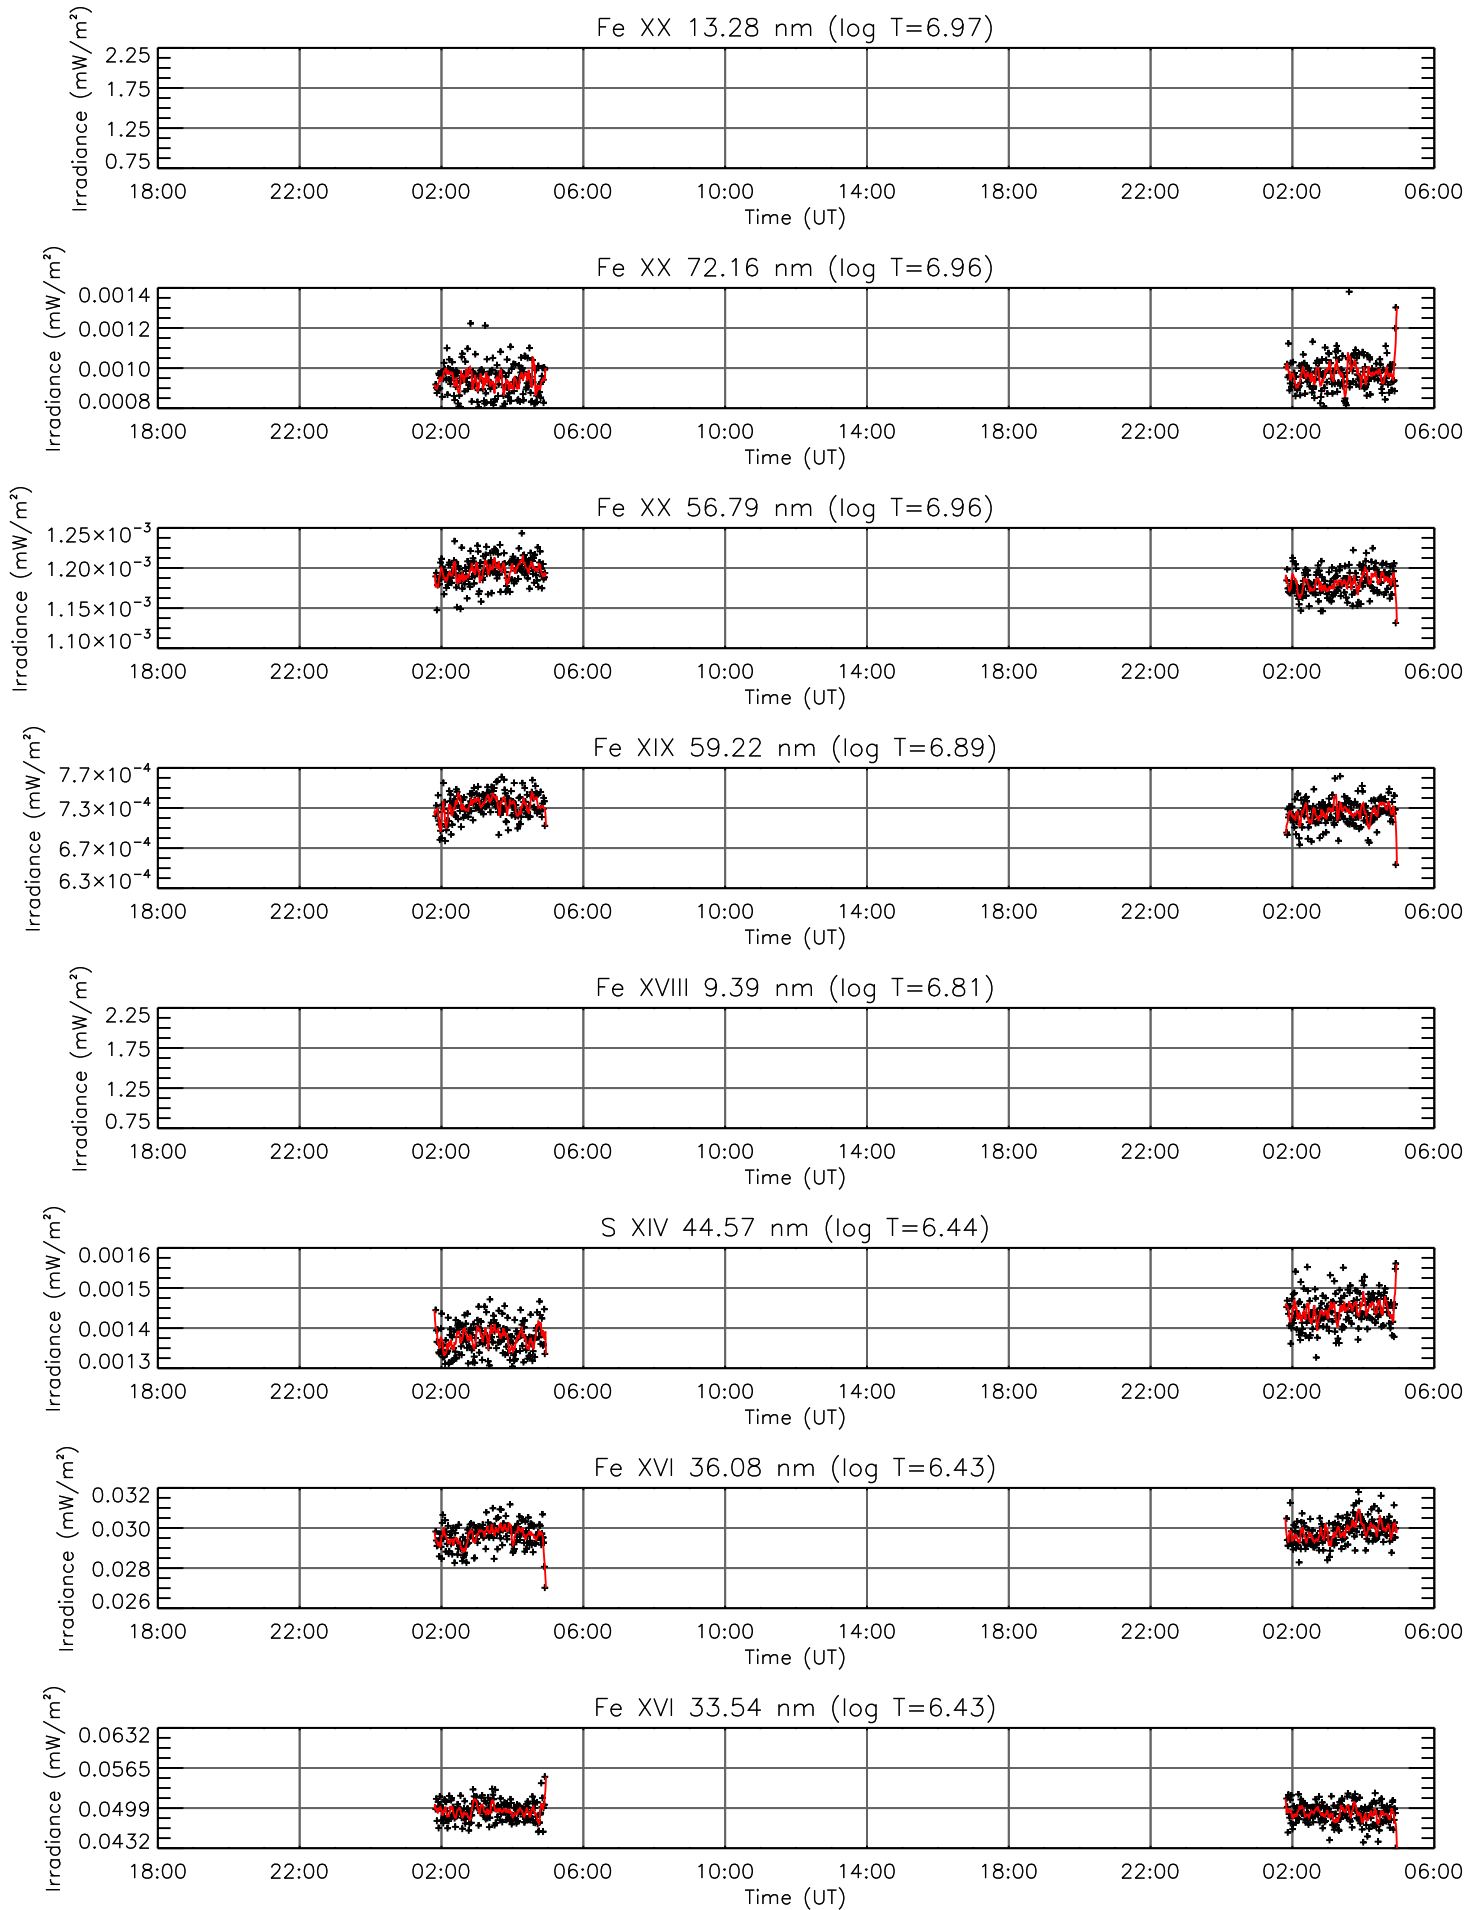 Fe XX 13.28 nm (log T=6.97)
Irradiance (mW/m²)
2.25
1.75
1.25
0.75
18:00 22:00 02:00 06:00 10:00 14:00 18:00 22:00 02:00 06:00
Time (UT)
Fe XX 72.16 nm (log T=6.96)
Irradiance (mW/m²)
0.0014
0.0012
0.0010
0.0008
18:00 22:00 02:00 06:00 10:00 14:00 18:00 22:00 02:00 06:00
Time (UT)
Fe XX 56.79 nm (log T=6.96)
Irradiance (mW/m²)
1.25×10⁻³
1.20×10⁻³
1.15×10⁻³
1.10×10⁻³
18:00 22:00 02:00 06:00 10:00 14:00 18:00 22:00 02:00 06:00
Time (UT)
Fe XIX 59.22 nm (log T=6.89)
Irradiance (mW/m²)
7.7×10⁻⁴
7.3×10⁻⁴
6.7×10⁻⁴
6.3×10⁻⁴
18:00 22:00 02:00 06:00 10:00 14:00 18:00 22:00 02:00 06:00
Time (UT)
Fe XVIII 9.39 nm (log T=6.81)
Irradiance (mW/m²)
2.25
1.75
1.25
0.75
18:00 22:00 02:00 06:00 10:00 14:00 18:00 22:00 02:00 06:00
Time (UT)
S XIV 44.57 nm (log T=6.44)
Irradiance (mW/m²)
0.0016
0.0015
0.0014
0.0013
18:00 22:00 02:00 06:00 10:00 14:00 18:00 22:00 02:00 06:00
Time (UT)
Fe XVI 36.08 nm (log T=6.43)
Irradiance (mW/m²)
0.032
0.030
0.028
0.026
18:00 22:00 02:00 06:00 10:00 14:00 18:00 22:00 02:00 06:00
Time (UT)
Fe XVI 33.54 nm (log T=6.43)
Irradiance (mW/m²)
0.0632
0.0565
0.0499
0.0432
18:00 22:00 02:00 06:00 10:00 14:00 18:00 22:00 02:00 06:00
Time (UT)